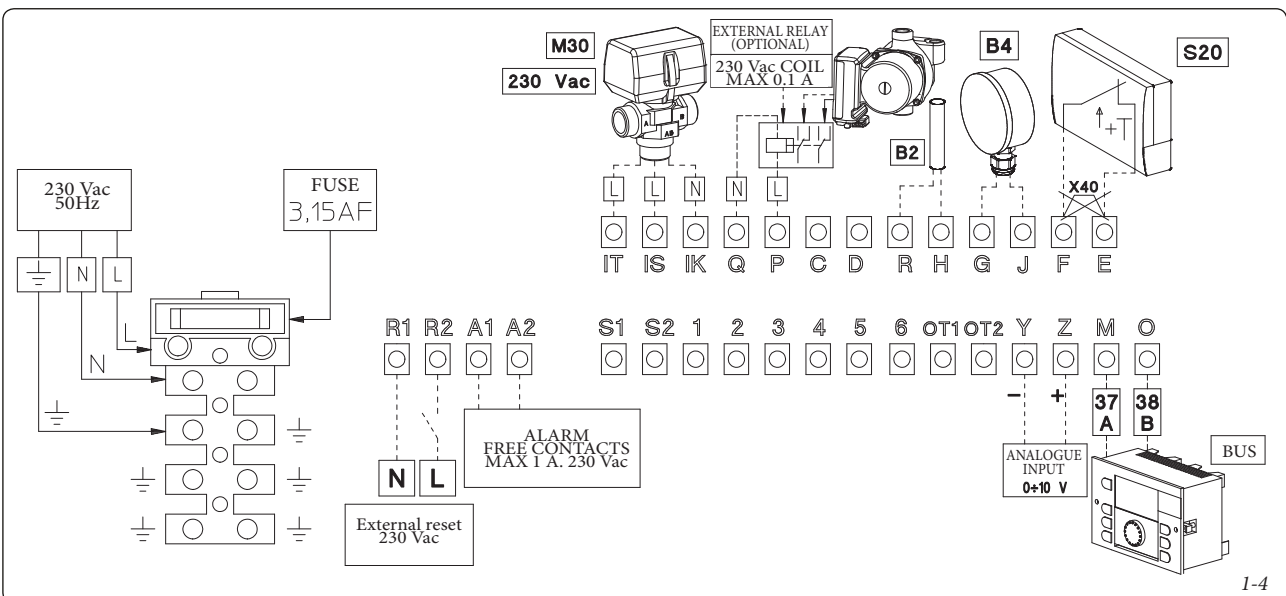 M30
230 Vac
EXTERNAL RELAY
(OPTIONAL)
230 Vac COIL
MAX 0.1 A
B4
S20
A
B
AB
B2
+T
X40
230 Vac
50Hz
FUSE
3,15AF
L L N N L
IT IS IK Q P C D R H G J F E
N L
L
N
R1 R2 A1 A2 S1 S2 1 2 3 4 5 6 OT1 OT2 Y Z M O
- +
37
A
38
B
ALARM
FREE CONTACTS
MAX 1 A. 230 Vac
N L
External reset
230 Vac
ANALOGUE
INPUT
0÷10 V
BUS
1-4